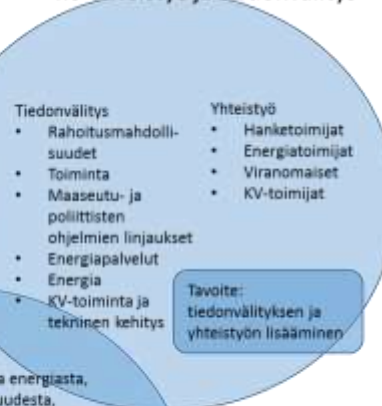 Tiedonvälitys
• Rahoitusmahdolli-
suudet
• Toiminta
• Maaseutu- ja
poliittisten
ohjelmien linjaukset
• Energiapalvelut
• Energia
• KV-toiminta ja
tekninen kehitys
Yhteistyö
• Hanketoimijat
• Energiatoimijat
• Viranomaiset
• KV-toimijat
Tavoite:
tiedonvälityksen ja
yhteistyön lisääminen
energiasta,